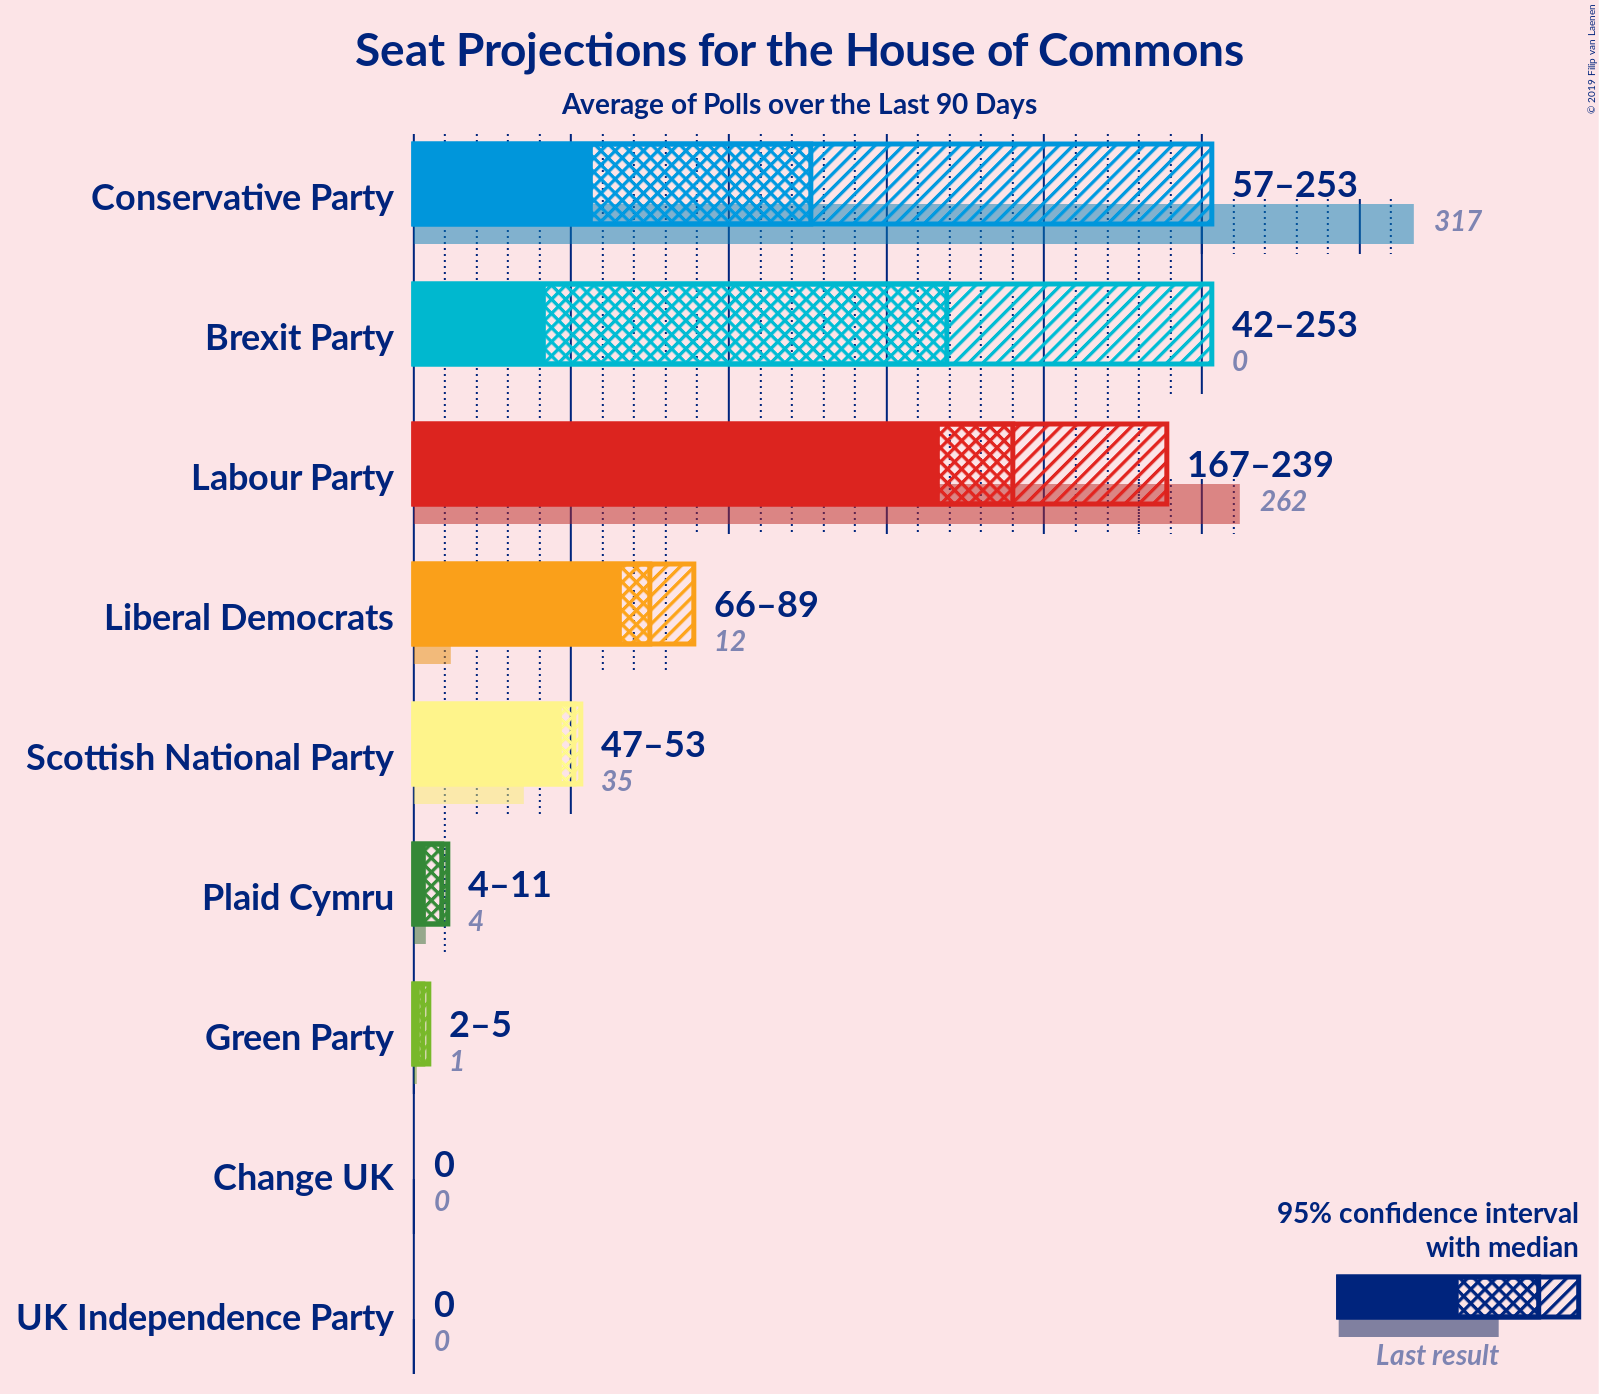 Seat Projections for the House of Commons
Average of Polls over the Last 90 Days
© 2019 Filip van Laenen
Conservative Party
57–253
317
Brexit Party
42–253
0
Labour Party
167–239
262
Liberal Democrats
66–89
12
Scottish National Party
47–53
35
Plaid Cymru
4–11
4
Green Party
2–5
1
Change UK
0
0
UK Independence Party
0
0
95% confidence interval
with median
Last result